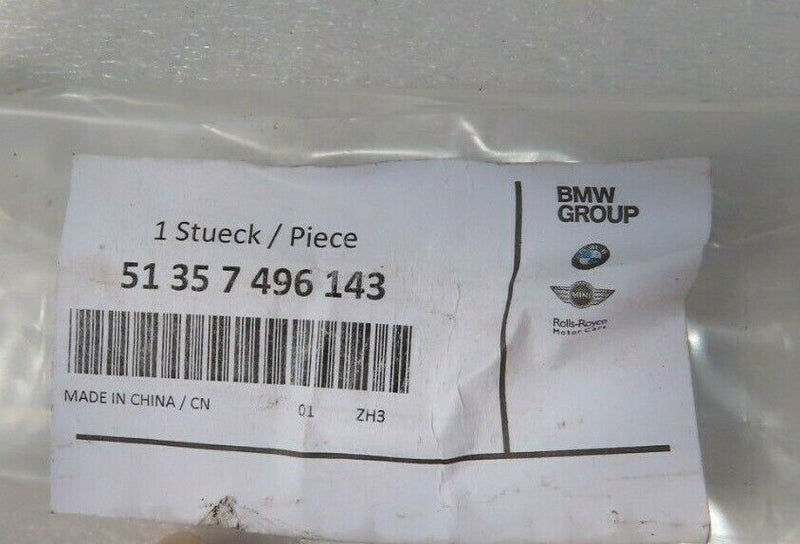 1 Stueck / Piece
51 35 7 496 143
MADE IN CHINA / CN 01 ZH3
BMW
GROUP
MINI
Rolls-Royce
Motor Cars